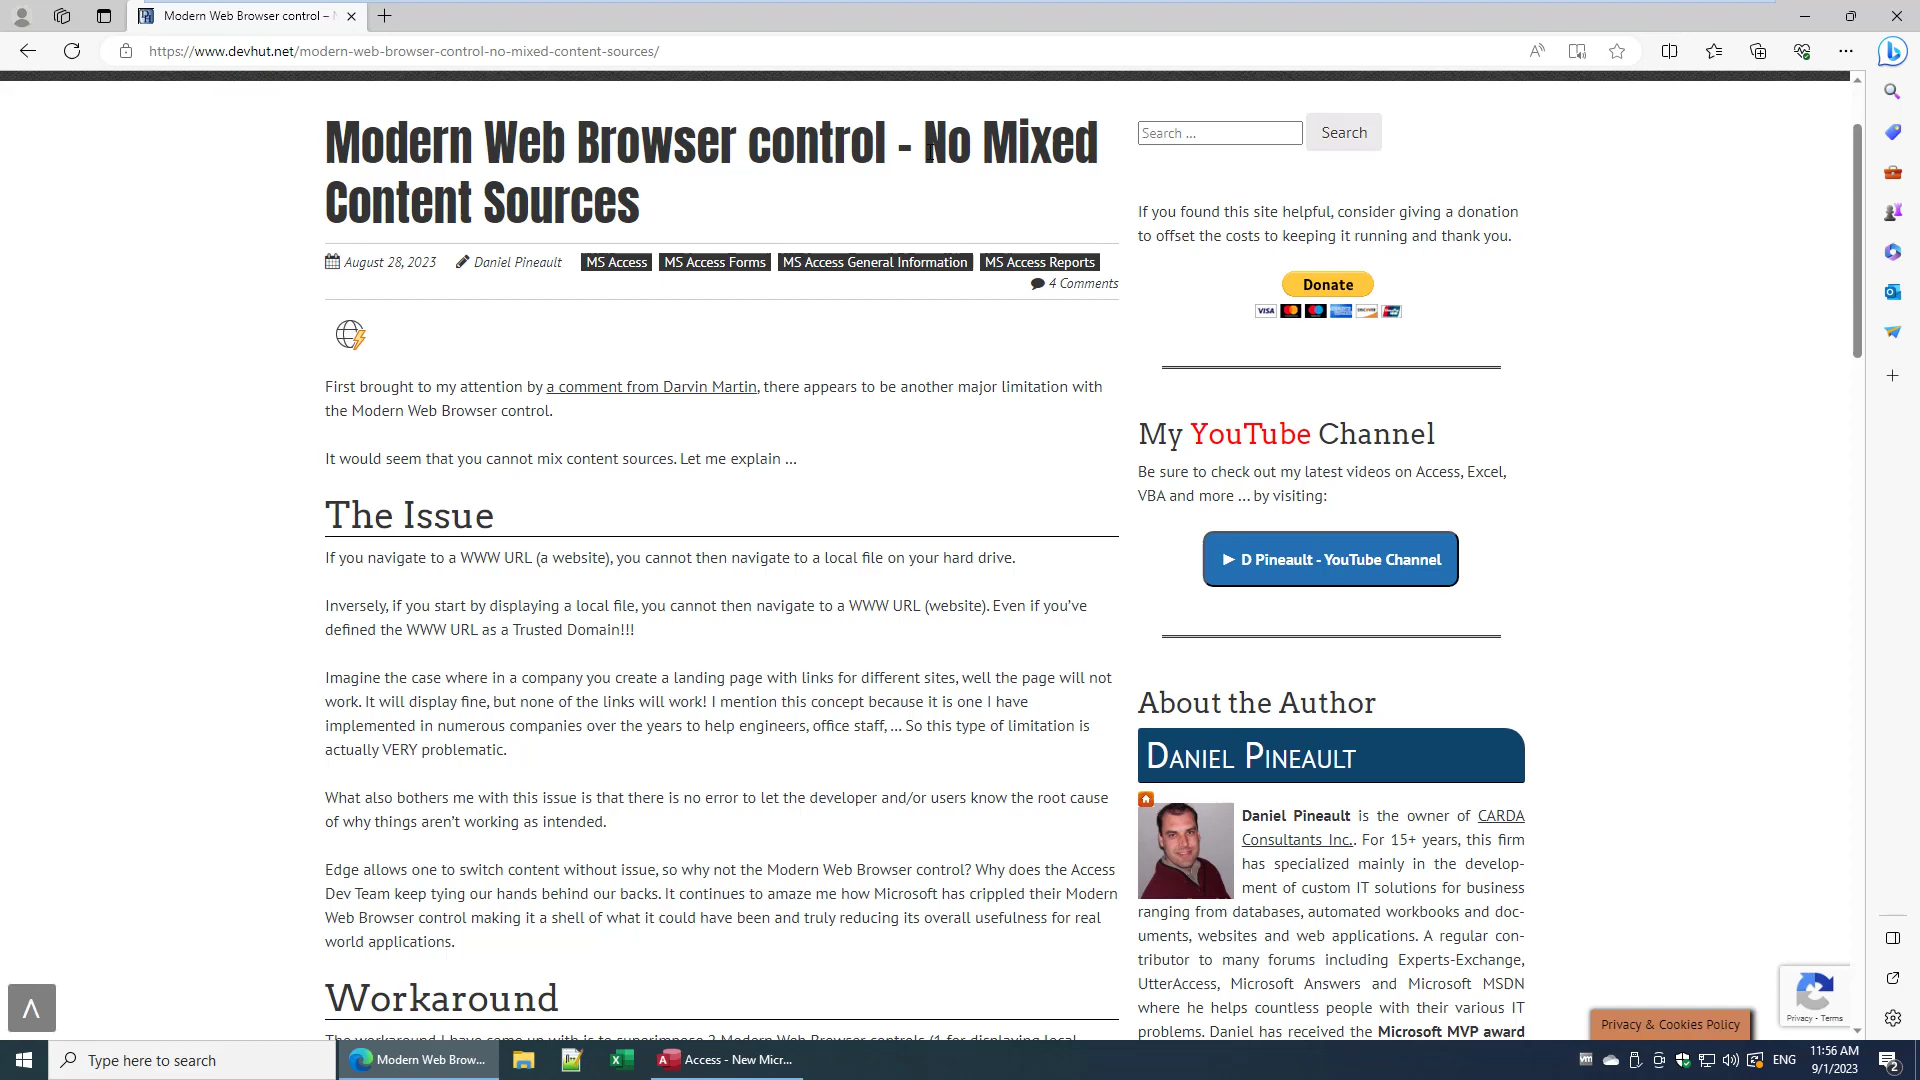 Modern Web Browser control –
https://www.devhut.net/modern-web-browser-control-no-mixed-content-sources/
Modern Web Browser control – No Mixed
Content Sources
August 28, 2023 Daniel Pineault MS Access MS Access Forms MS Access General Information MS Access Reports
4 Comments
First brought to my attention by a comment from Darvin Martin, there appears to be another major limitation with
the Modern Web Browser control.
It would seem that you cannot mix content sources. Let me explain ...
The Issue
If you navigate to a WWW URL (a website), you cannot then navigate to a local file on your hard drive.
Inversely, if you start by displaying a local file, you cannot then navigate to a WWW URL (website). Even if you’ve
defined the WWW URL as a Trusted Domain!!!
Imagine the case where in a company you create a landing page with links for different sites, well the page will not
work. It will display fine, but none of the links will work! I mention this concept because it is one I have
implemented in numerous companies over the years to help engineers, office staff, ... So this type of limitation is
actually VERY problematic.
What also bothers me with this issue is that there is no error to let the developer and/or users know the root cause
of why things aren’t working as intended.
Edge allows one to switch content without issue, so why not the Modern Web Browser control? Why does the Access
Dev Team keep tying our hands behind our backs. It continues to amaze me how Microsoft has crippled their Modern
Web Browser control making it a shell of what it could have been and truly reducing its overall usefulness for real
world applications.
Workaround
The workaround I have come up with is to superimpose 2 Modern Web Browser controls (1 for displaying local
Search ... Search
If you found this site helpful, consider giving a donation
to offset the costs to keeping it running and thank you.
Donate
VISA
My YouTube Channel
Be sure to check out my latest videos on Access, Excel,
VBA and more ... by visiting:
► D Pineault - YouTube Channel
About the Author
Daniel Pineault
Daniel Pineault is the owner of CARDA
Consultants Inc.. For 15+ years, this firm
has specialized mainly in the develop-
ment of custom IT solutions for business
ranging from databases, automated workbooks and doc-
uments, websites and web applications. A regular con-
tributor to many forums including Experts-Exchange,
UtterAccess, Microsoft Answers and Microsoft MSDN
where he helps countless people with their various IT
problems. Daniel has received the Microsoft MVP award
Privacy - Terms
Privacy & Cookies Policy
Type here to search
Modern Web Brow...
Access - New Micr...
ENG
11:56 AM
9/1/2023
2